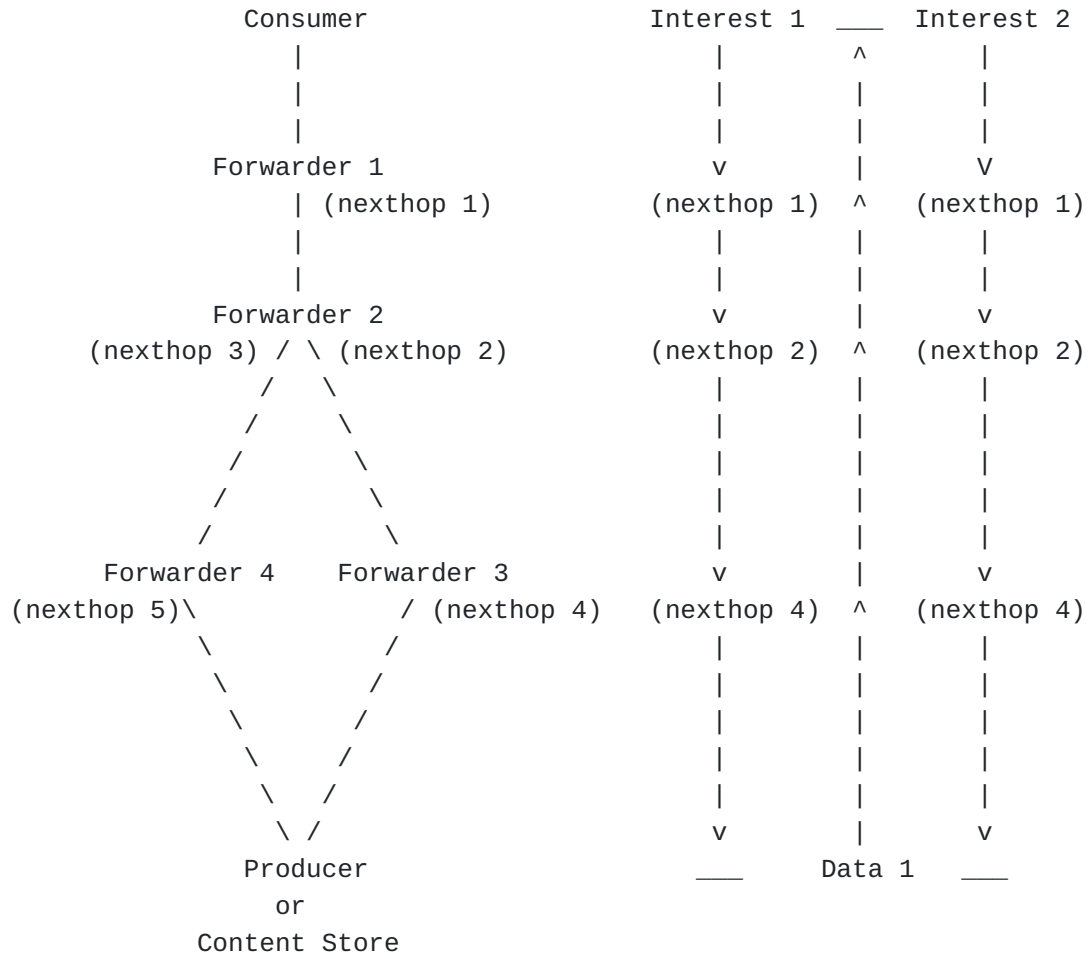 Consumer Interest 1 ___ Interest 2
| | ^ |
| | | |
| | | |
Forwarder 1 v | V
| (nexthop 1) (nexthop 1) ^ (nexthop 1)
| | | |
| | | |
Forwarder 2 v | v
(nexthop 3) / \ (nexthop 2) (nexthop 2) ^ (nexthop 2)
/ \ | | |
/ \ | | |
/ \ | | |
/ \ | | |
/ \ | | |
Forwarder 4 Forwarder 3 v | v
(nexthop 5)\ / (nexthop 4) (nexthop 4) ^ (nexthop 4)
\ / | | |
\ / | | |
\ / | | |
\ / | | |
\ / | | |
\ / v | v
Producer ___ Data 1 ___
or
Content Store